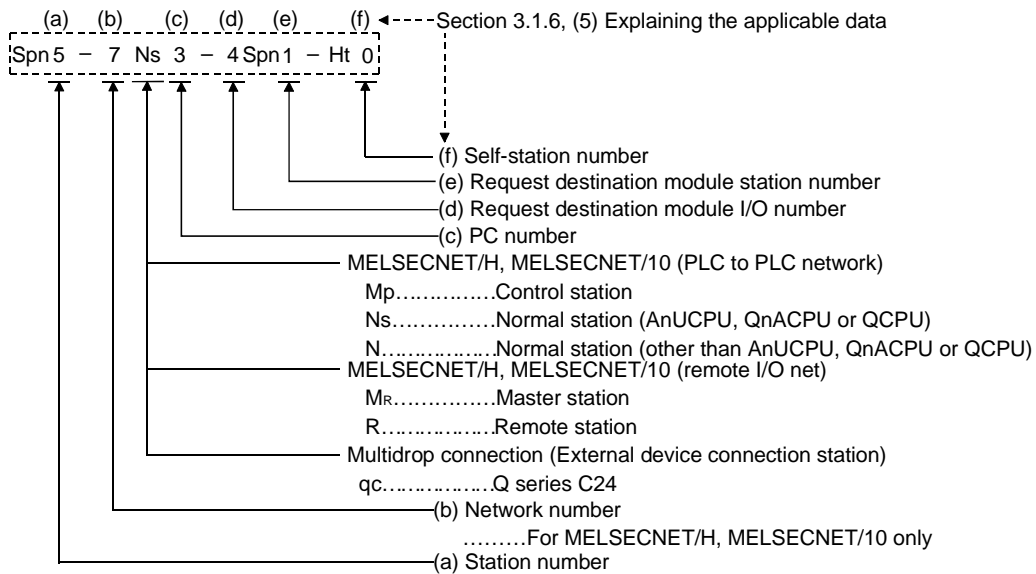 (a) (b) (c) (d) (e) (f) Section 3.1.6, (5) Explaining the applicable data
Spn 5 – 7 Ns 3 – 4 Spn 1 – Ht 0
(f) Self-station number
(e) Request destination module station number
(d) Request destination module I/O number
(c) PC number
MELSECNET/H, MELSECNET/10 (PLC to PLC network)
Mp……………Control station
Ns……………Normal station (AnUCPU, QnACPU or QCPU)
N………………Normal station (other than AnUCPU, QnACPU or QCPU)
MELSECNET/H, MELSECNET/10 (remote I/O net)
MR……………Master station
R………………Remote station
Multidrop connection (External device connection station)
qc………………Q series C24
(b) Network number
………For MELSECNET/H, MELSECNET/10 only
(a) Station number